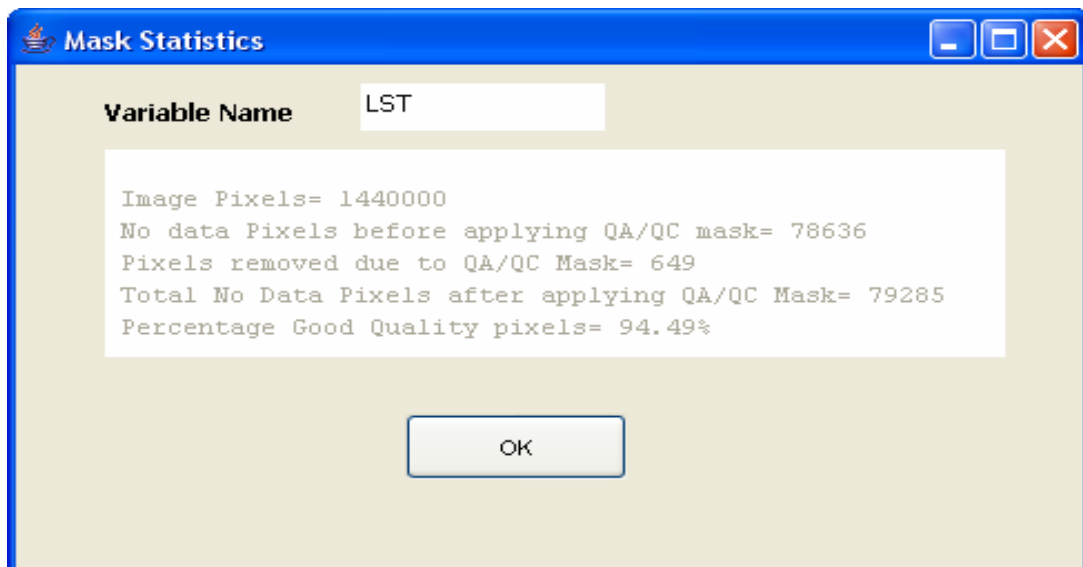 Mask Statistics
Variable Name LST
Image Pixels= 1440000
No data Pixels before applying QA/QC mask= 78636
Pixels removed due to QA/QC Mask= 649
Total No Data Pixels after applying QA/QC Mask= 79285
Percentage Good Quality pixels= 94.49%
OK